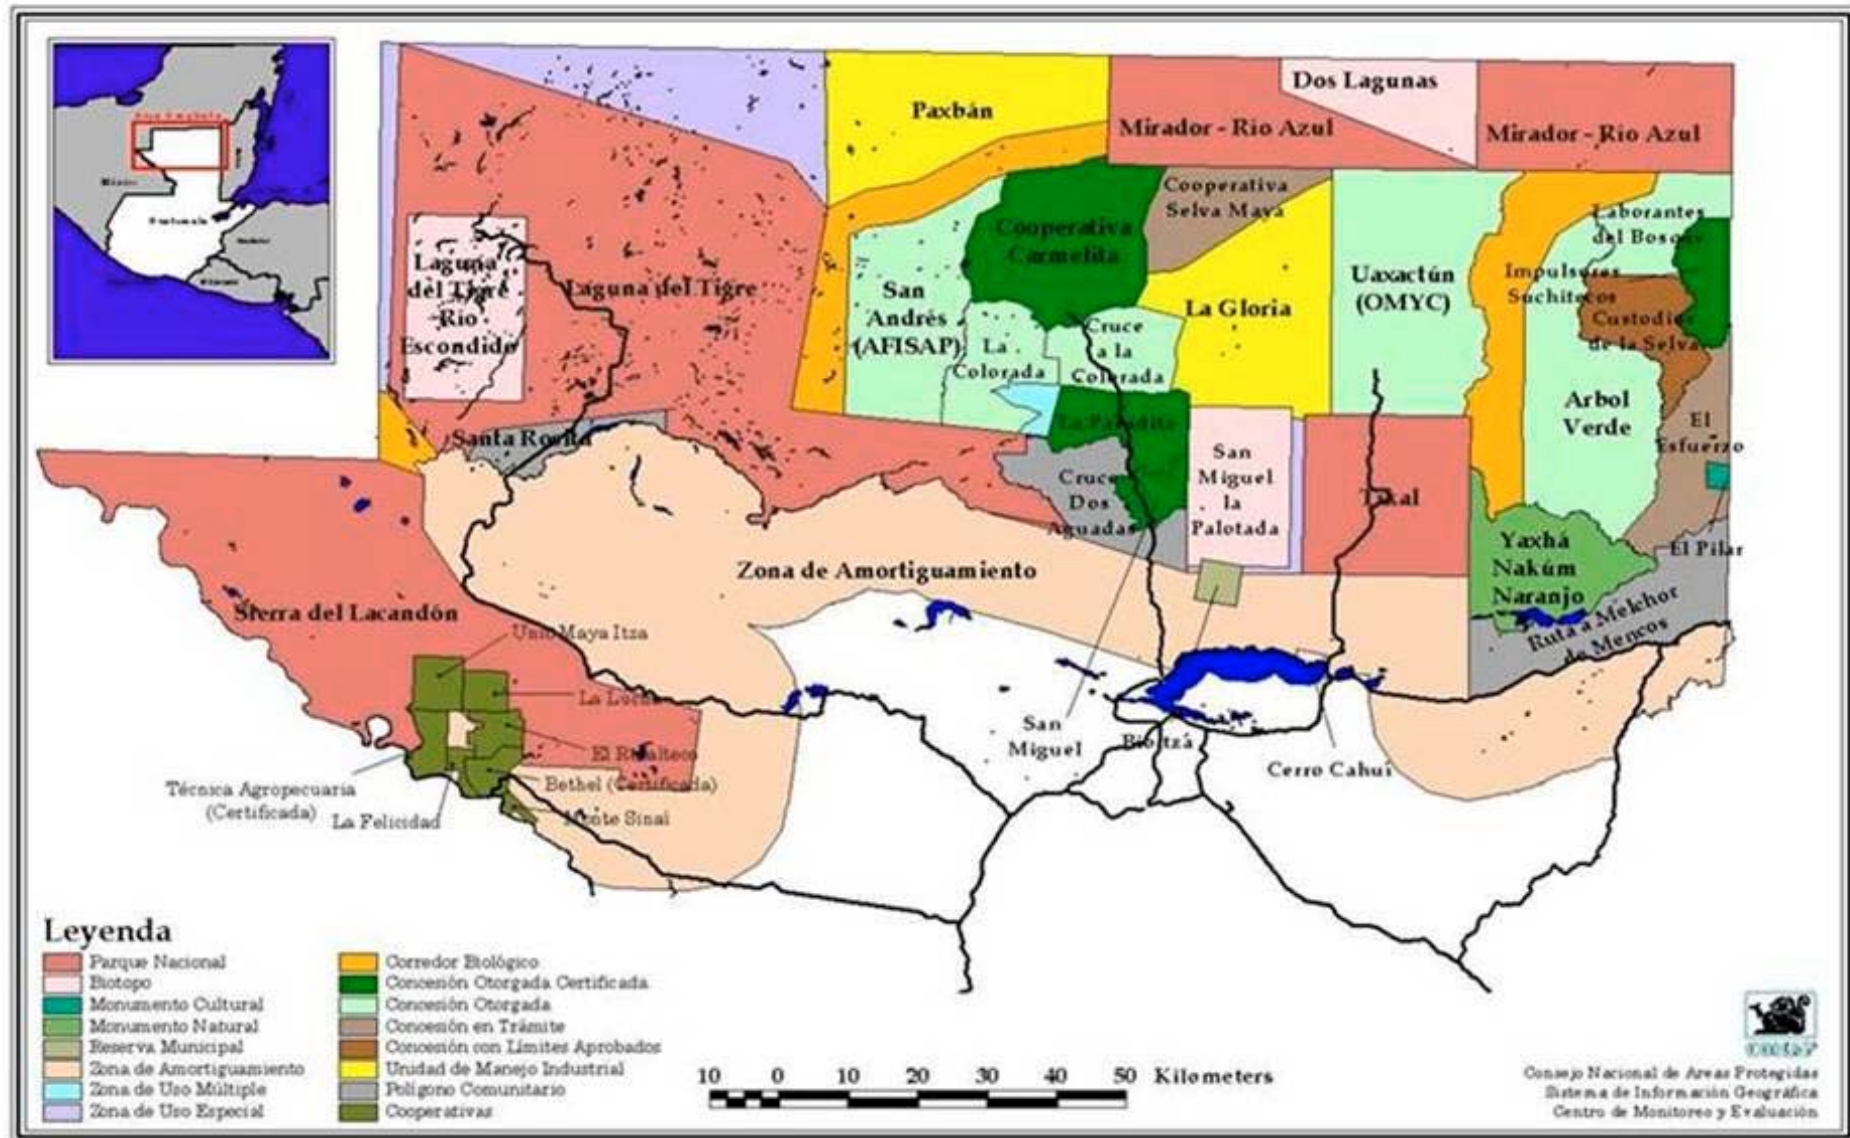 Guatemala
Paxbán
Dos Lagunas
Mirador - Rio Azul
Mirador - Rio Azul
Cooperativa
Selva Maya
Laborantes
del Bosque
Cooperativa
Carmelita
Laguna
del Tigre
Rio
Escondido
Laguna del Tigre
San
Andrés
(AFISAP)
La Gloria
Uaxactún
(OMYC)
Impulsores
Suchitecos
Custodios
de la Selva
La
Colorada
Cruce
a la
Colorada
Arbol
Verde
El
Esfuerzo
Santa Rosita
La Pasadita
San
Miguel
la
Palotada
Cruce
Dos
Aguadas
Tikal
Yaxhá
Nakúm
Naranjo
El Pilar
Zona de Amortiguamiento
Ruta a Melchor
de Mencos
Sierra del Lacandón
Unio Maya Itza
La Lucha
El Retalteco
Bethel (Certificada)
Técnica Agropecuaria
(Certificada)
La Felicidad
Monte Sinai
San
Miguel
Bio Itzá
Cerro Cahuí
Leyenda
Parque Nacional
Biotopo
Monumento Cultural
Monumento Natural
Reserva Municipal
Zona de Amortiguamiento
Zona de Uso Múltiple
Zona de Uso Especial
Corredor Biológico
Concesión Otorgada Certificada
Concesión Otorgada
Concesión en Trámite
Concesión con Límites Aprobados
Unidad de Manejo Industrial
Polígono Comunitario
Cooperativas
10 0 10 20 30 40 50 Kilometers
Consejo Nacional de Areas Protegidas
Sistema de Información Geográfica
Centro de Monitoreo y Evaluación